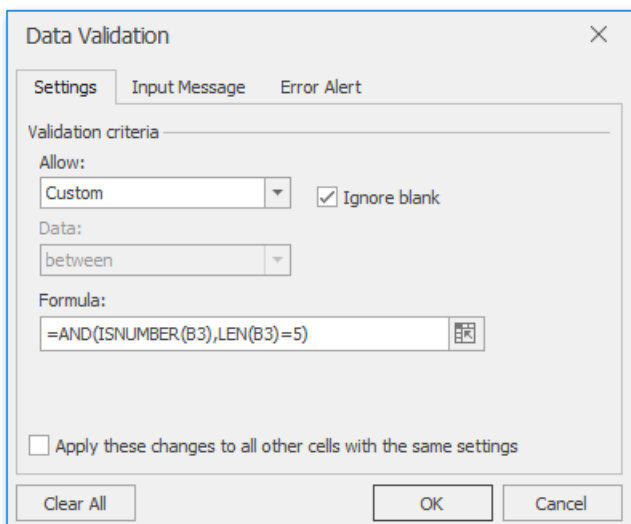 Data Validation
Settings Input Message Error Alert
Validation criteria
Allow:
Custom Ignore blank
Data:
between
Formula:
=AND(ISNUMBER(B3),LEN(B3)=5)
Apply these changes to all other cells with the same settings
Clear All OK Cancel